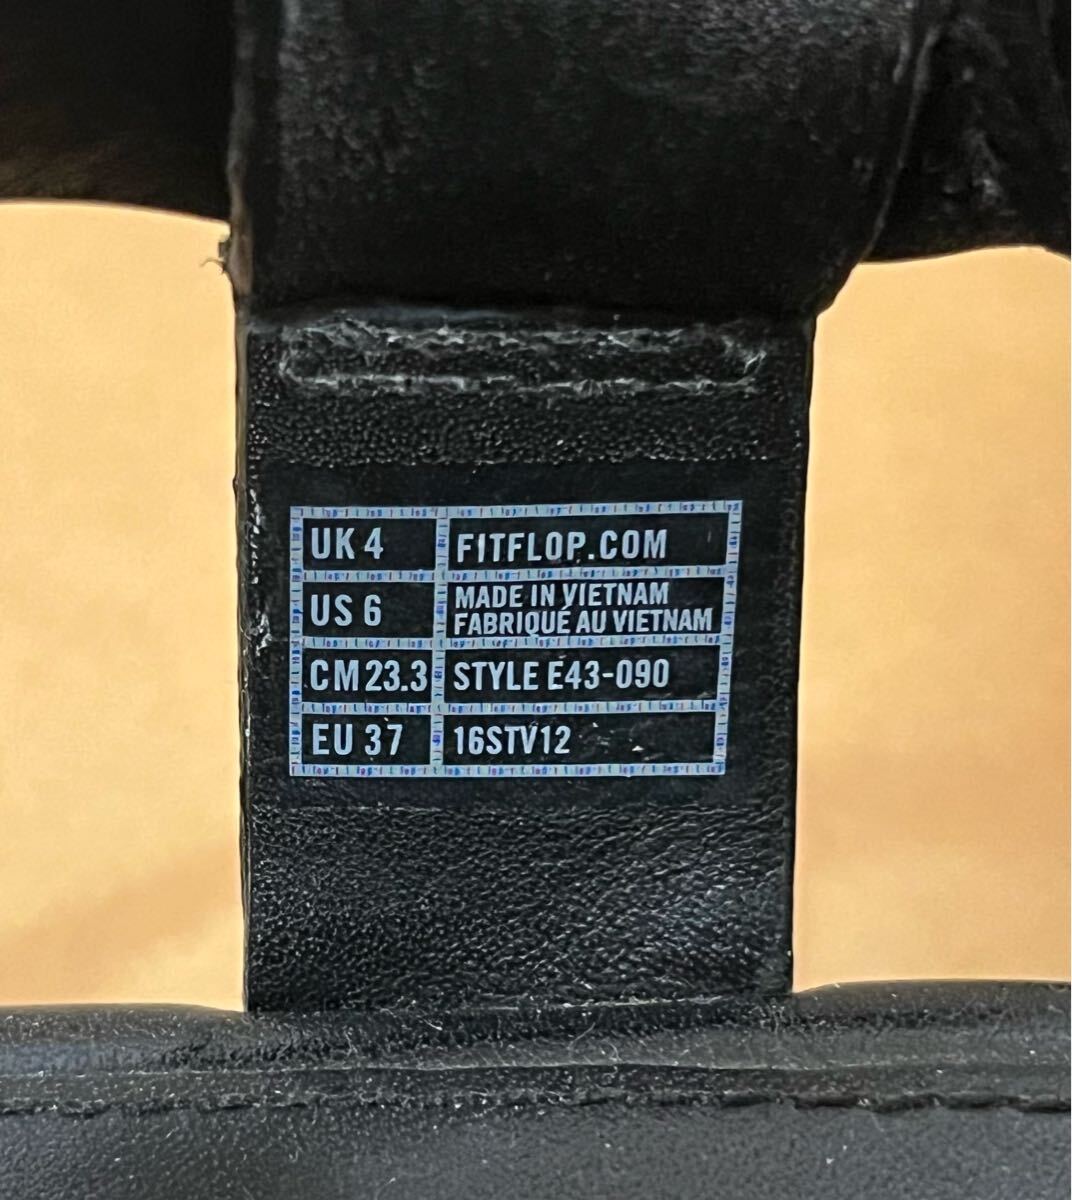 UK 4
FITFLOP.COM
US 6
MADE IN VIETNAM
FABRIQUÉ AU VIETNAM
CM 23.3
STYLE E43-090
EU 37
16STV12